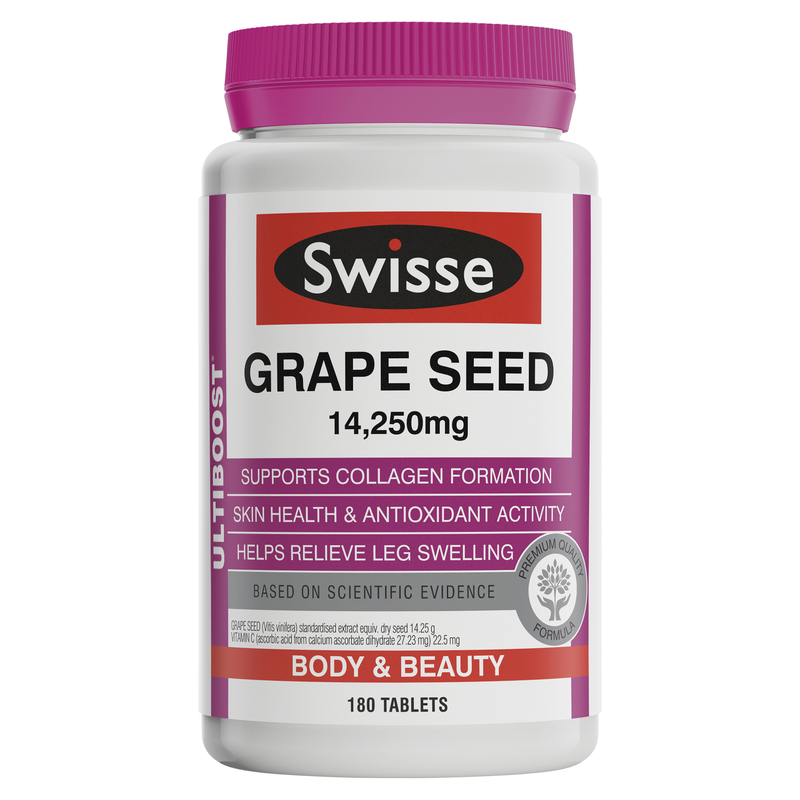 Swisse
GRAPE SEED
14,250mg
ULTIBOOST®
SUPPORTS COLLAGEN FORMATION
SKIN HEALTH & ANTIOXIDANT ACTIVITY
HELPS RELIEVE LEG SWELLING
BASED ON SCIENTIFIC EVIDENCE
PREMIUM QUALITY
FORMULA
GRAPE SEED (Vitis vinifera) standardised extract equiv. dry seed 14.25 g
VITAMIN C (ascorbic acid from calcium ascorbate dihydrate 27.23 mg) 22.5 mg
BODY & BEAUTY
180 TABLETS